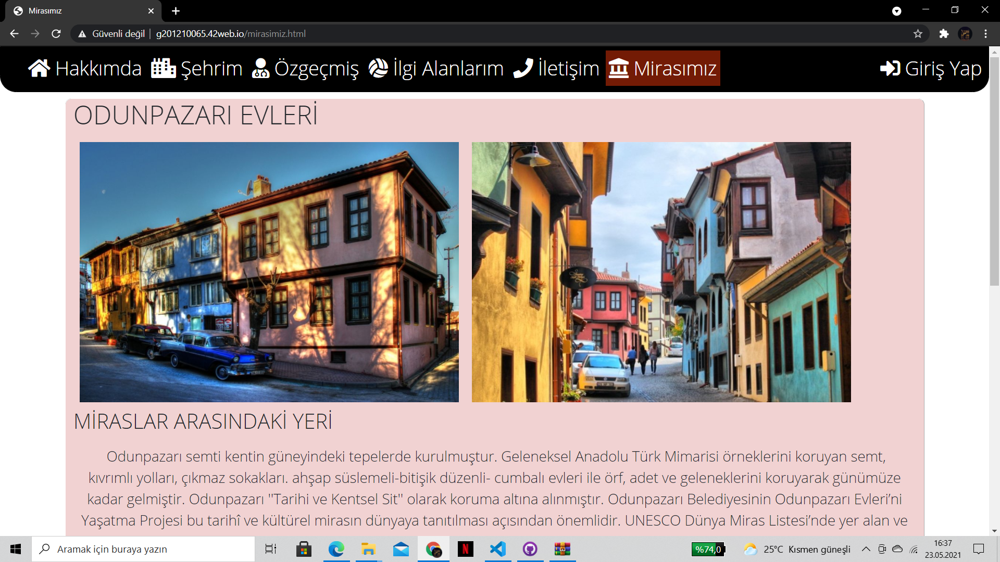 Mirasımız
Güvenli değil
g201210065.42web.io/mirasimiz.html
Hakkımda Şehrim Özgeçmiş İlgi Alanlarım İletişim Mirasımız Giriş Yap
ODUNPAZARI EVLERİ
MİRASLAR ARASINDAKİ YERİ
Odunpazarı semti kentin güneyindeki tepelerde kurulmuştur. Geleneksel Anadolu Türk Mimarisi örneklerini koruyan semt,
kıvrımlı yolları, çıkmaz sokakları. ahşap süslemeli-bitişik düzenli- cumbalı evleri ile örf, adet ve geleneklerini koruyarak günümüze
kadar gelmiştir. Odunpazarı "Tarihi ve Kentsel Sit" olarak koruma altına alınmıştır. Odunpazarı Belediyesinin Odunpazarı Evleri’ni
Yaşatma Projesi bu tarihî ve kültürel mirasın dünyaya tanıtılması açısından önemlidir. UNESCO Dünya Miras Listesi’nde yer alan ve
Aramak için buraya yazın
N
%74,0
25°C Kısmen güneşli
16:37
23.05.2021